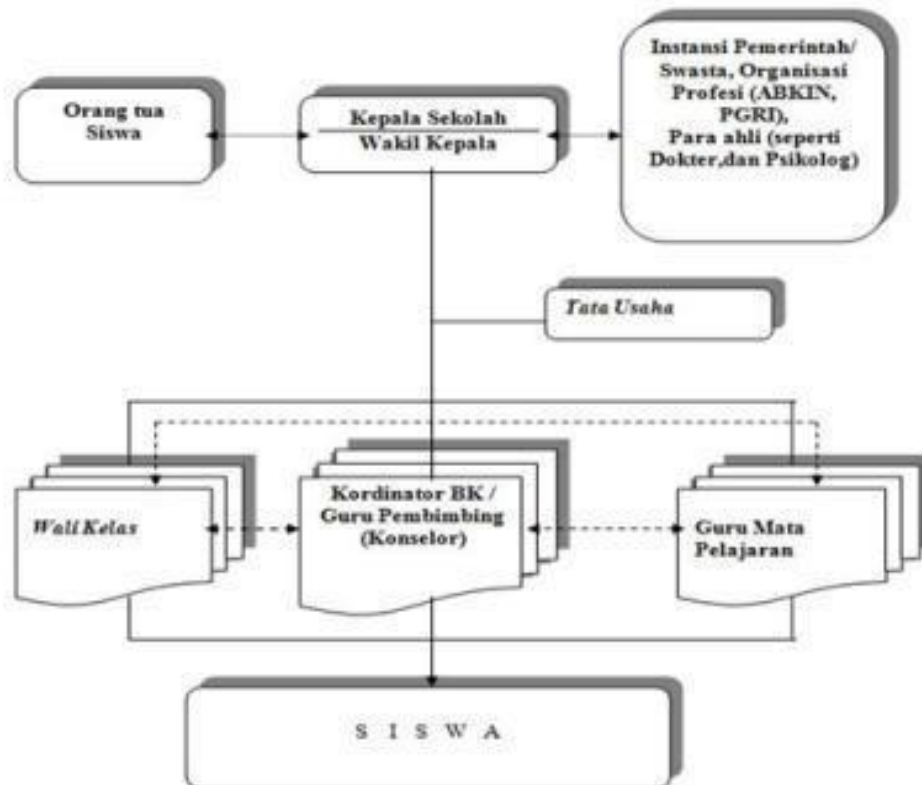 Orang tua
Siswa
Kepala Sekolah
Wakil Kepala
Instansi Pemerintah/
Swasta, Organisasi
Profesi (ABKIN,
PGRI),
Para ahli (seperti
Dokter,dan Psikolog)
Tata Usaha
Wali Kelas
Kordinator BK /
Guru Pembimbing
(Konselor)
Guru Mata
Pelajaran
S I S W A